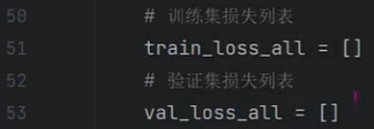 50 # 训练集损失列表
51 train_loss_all = []
52 # 验证集损失列表
53 val_loss_all = []